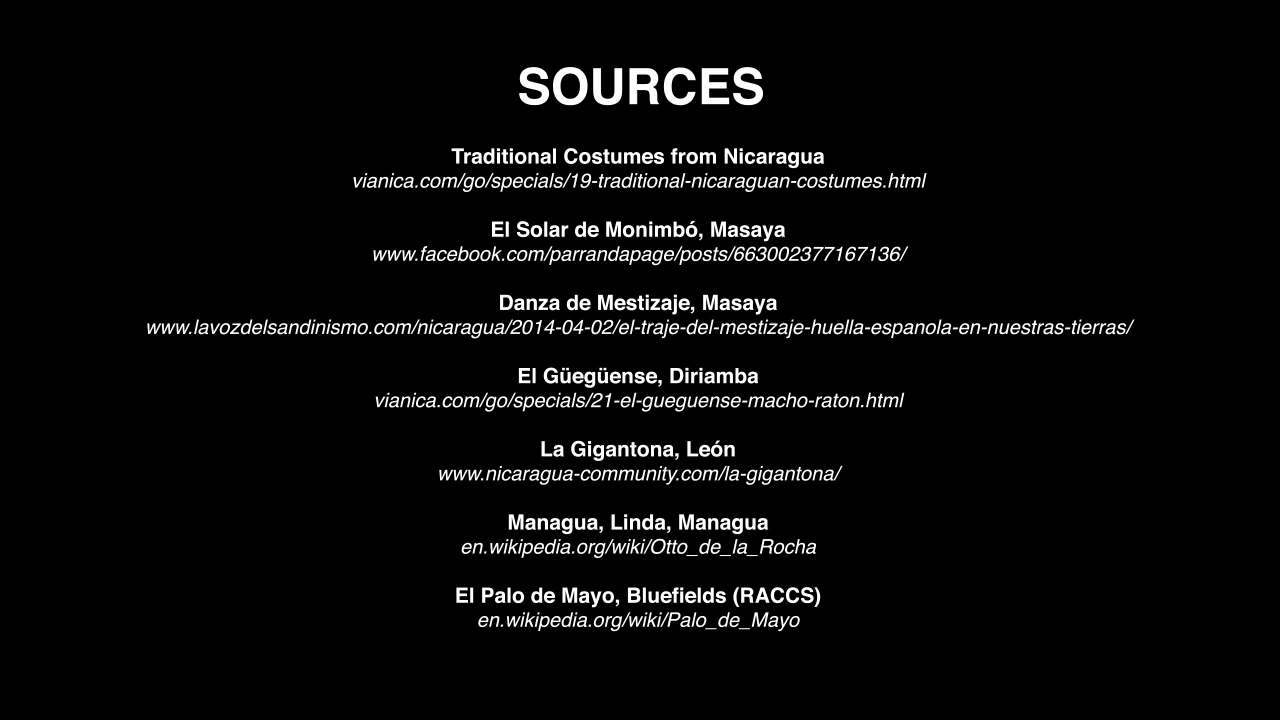 SOURCES
Traditional Costumes from Nicaragua
vianica.com/go/specials/19-traditional-nicaraguan-costumes.html
El Solar de Monimbó, Masaya
www.facebook.com/parrandapage/posts/663002377167136/
Danza de Mestizaje, Masaya
www.lavozdelsandinismo.com/nicaragua/2014-04-02/el-traje-del-mestizaje-huella-espanola-en-nuestras-tierras/
El Güegüense, Diriamba
vianica.com/go/specials/21-el-gueguense-macho-raton.html
La Gigantona, León
www.nicaragua-community.com/la-gigantona/
Managua, Linda, Managua
en.wikipedia.org/wiki/Otto_de_la_Rocha
El Palo de Mayo, Bluefields (RACCS)
en.wikipedia.org/wiki/Palo_de_Mayo